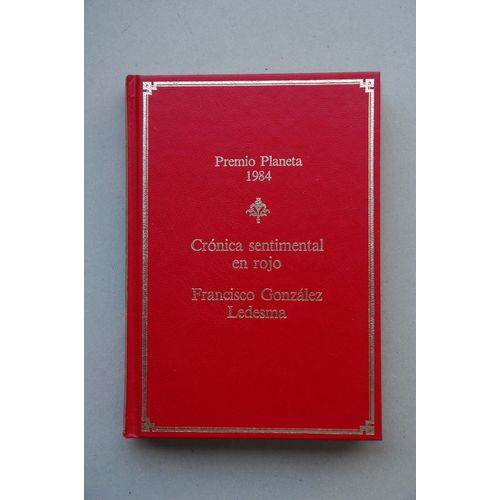 Premio Planeta
1984
Crónica sentimental
en rojo
Francisco González
Ledesma